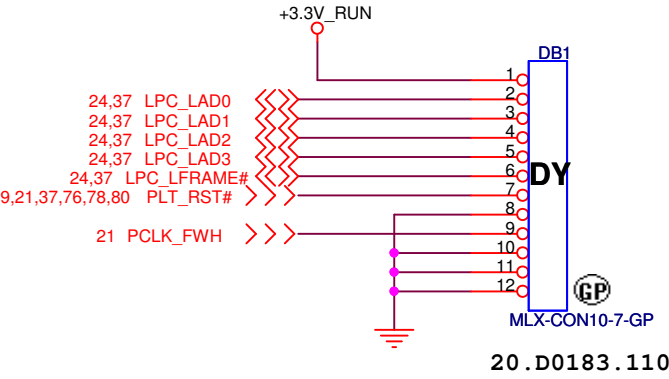 +3.3V_RUN
DB1
1
24,37 LPC_LAD0 2
24,37 LPC_LAD1 3
24,37 LPC_LAD2 4
24,37 LPC_LAD3 5
24,37 LPC_LFRAME# 6
9,21,37,76,78,80 PLT_RST# 7
DY
8
21 PCLK_FWH 9
10
11
12
GP
MLX-CON10-7-GP
20.D0183.110